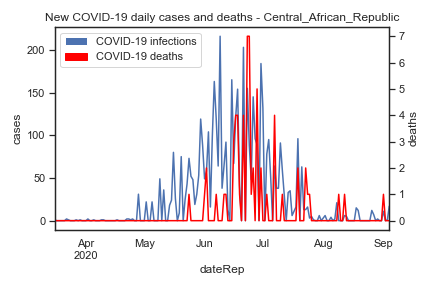 New COVID-19 daily cases and deaths - Central_African_Republic
COVID-19 infections
COVID-19 deaths
cases
200
150
100
50
0
deaths
7
6
5
4
3
2
1
0
Apr
2020
May
Jun
Jul
Aug
Sep
dateRep